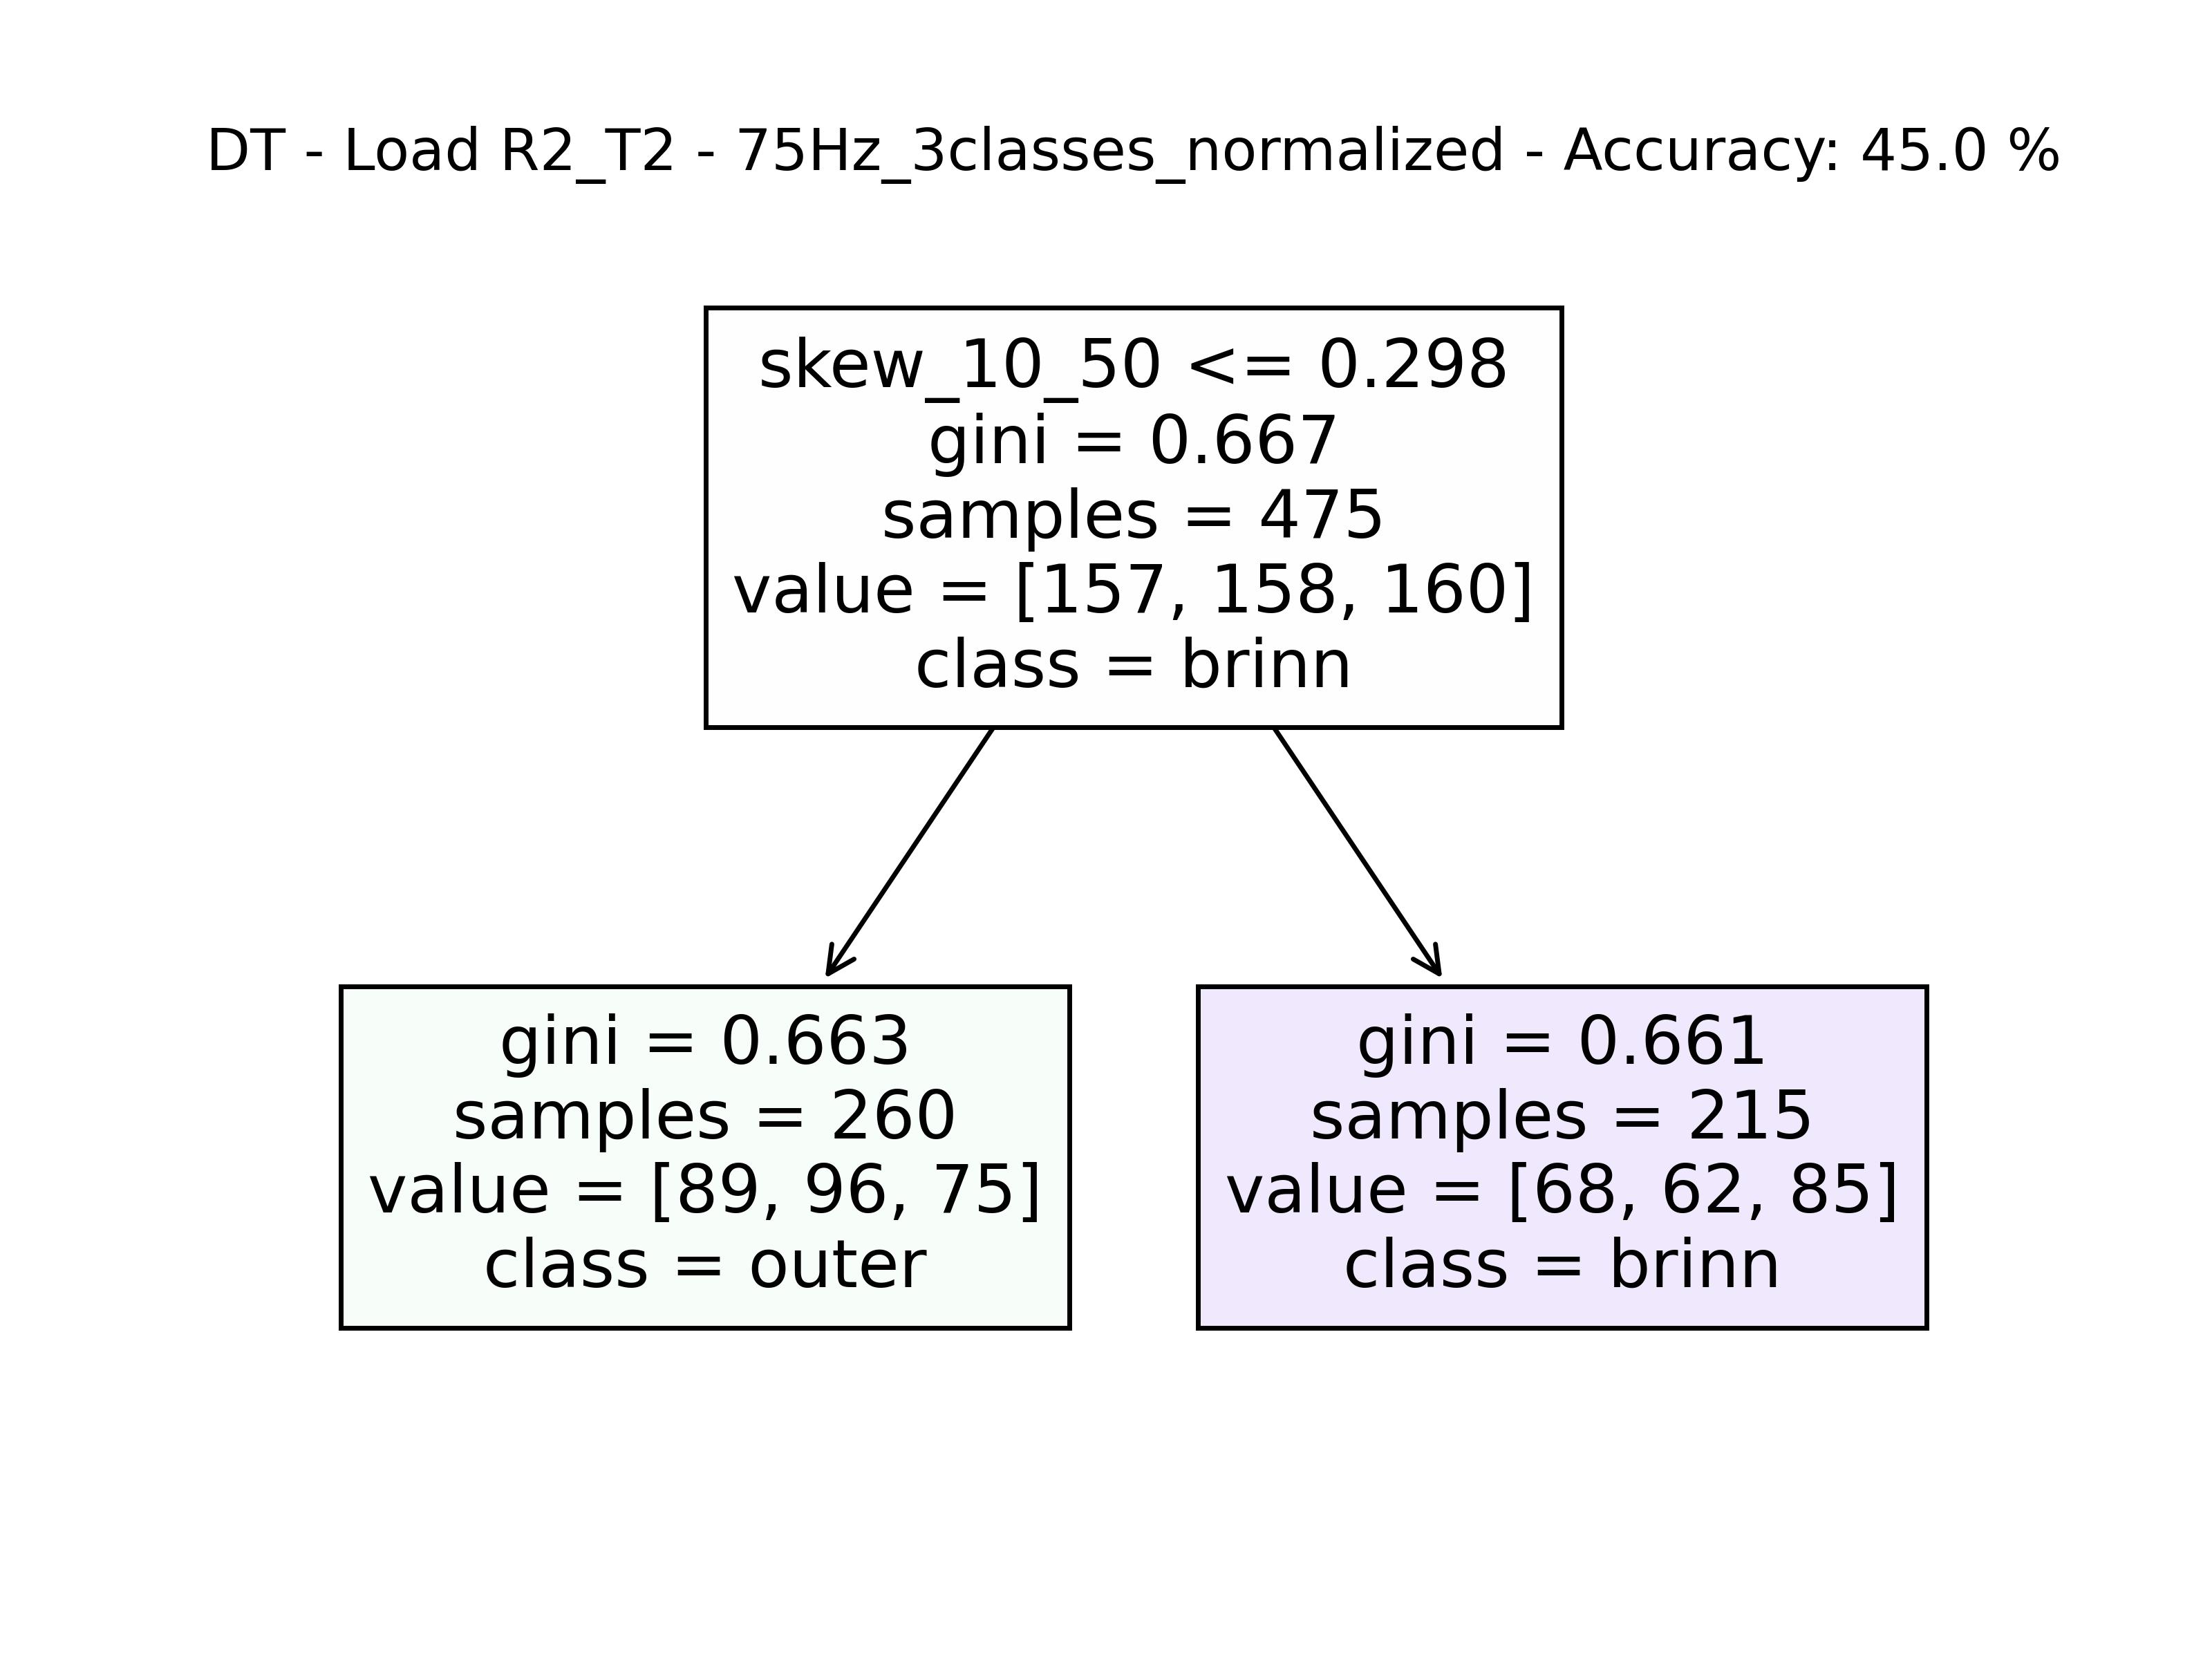 DT - Load R2_T2 - 75Hz_3classes_normalized - Accuracy: 45.0 %
skew_10_50 <= 0.298
gini = 0.667
samples = 475
value = [157, 158, 160]
class = brinn
gini = 0.663
samples = 260
value = [89, 96, 75]
class = outer
gini = 0.661
samples = 215
value = [68, 62, 85]
class = brinn